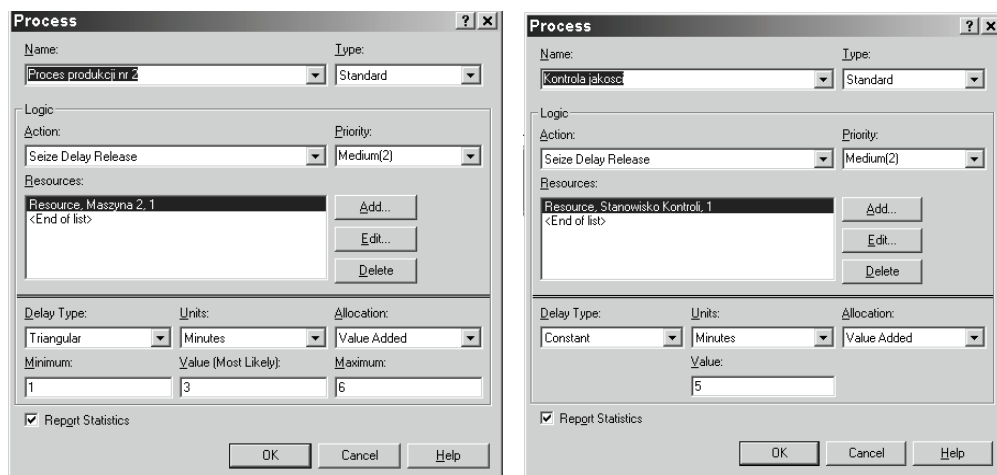 Process
Name: Type:
Proces produkcji nr 2 Standard
Logic
Action: Priority:
Seize Delay Release Medium(2)
Resources:
Resource, Maszyna 2, 1
<End of list>
Add...
Edit...
Delete
Delay Type: Units: Allocation:
Triangular Minutes Value Added
Minimum: Value (Most Likely): Maximum:
1 3 6
Report Statistics
OK Cancel Help
Process
Name: Type:
Kontrola jakosci Standard
Logic
Action: Priority:
Seize Delay Release Medium(2)
Resources:
Resource, Stanowisko Kontroli, 1
<End of list>
Add...
Edit...
Delete
Delay Type: Units: Allocation:
Constant Minutes Value Added
Value:
5
Report Statistics
OK Cancel Help